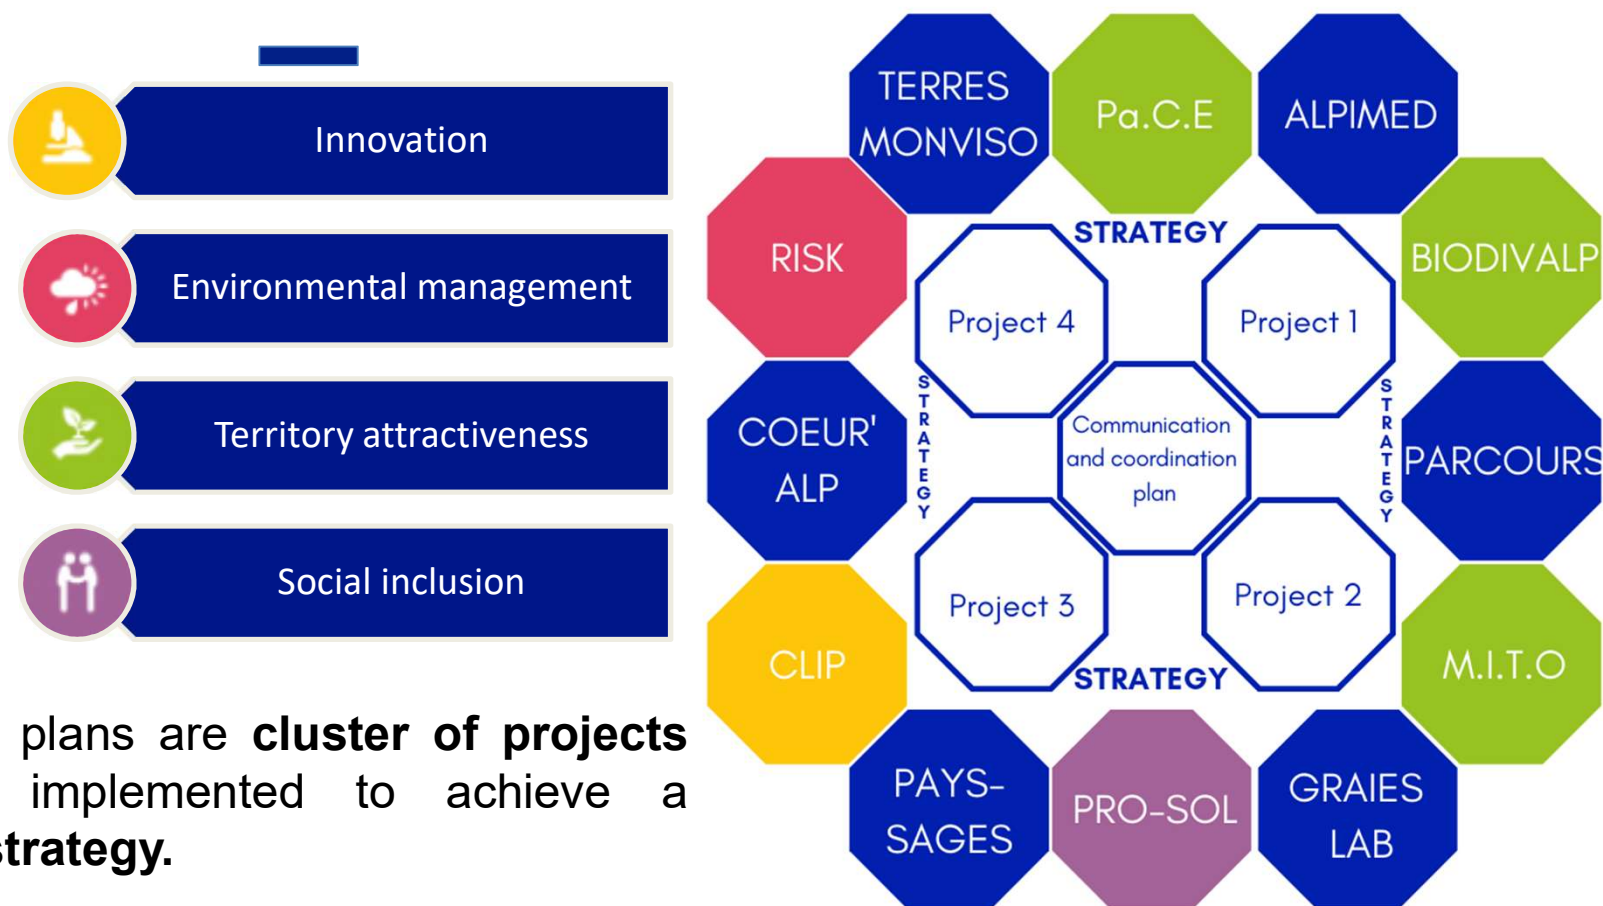 Innovation
Environmental management
Territory attractiveness
Social inclusion
plans are cluster of projects
implemented to achieve a
strategy.
TERRES
MONVISO
Pa.C.E
ALPIMED
RISK
BIODIVALP
COEUR'
ALP
PARCOURS
CLIP
M.I.T.O
PAYS-
SAGES
PRO-SOL
GRAIES
LAB
STRATEGY
Project 4
Project 1
STRATEGY
Communication
and coordination
plan
STRATEGY
Project 3
Project 2
STRATEGY